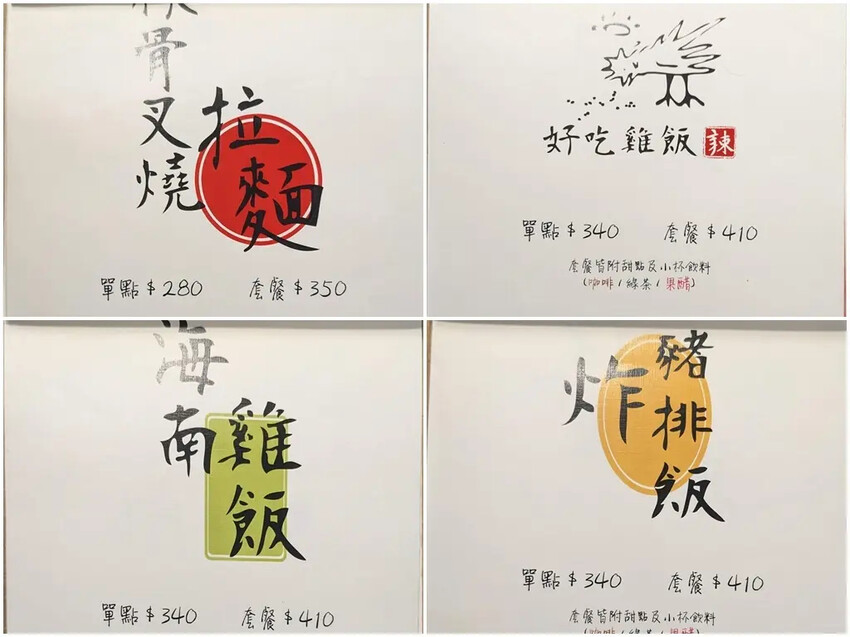 骨
叉燒
拉麵
單點 $280 套餐 $350
好吃雞飯 辣
單點 $340 套餐 $410
套餐皆附甜點及小杯飲料
(咖啡/綠茶/果醋)
海南
雞飯
單點 $340 套餐 $410
炸
豬排飯
單點 $340 套餐 $410
套餐皆附甜點及小杯飲料